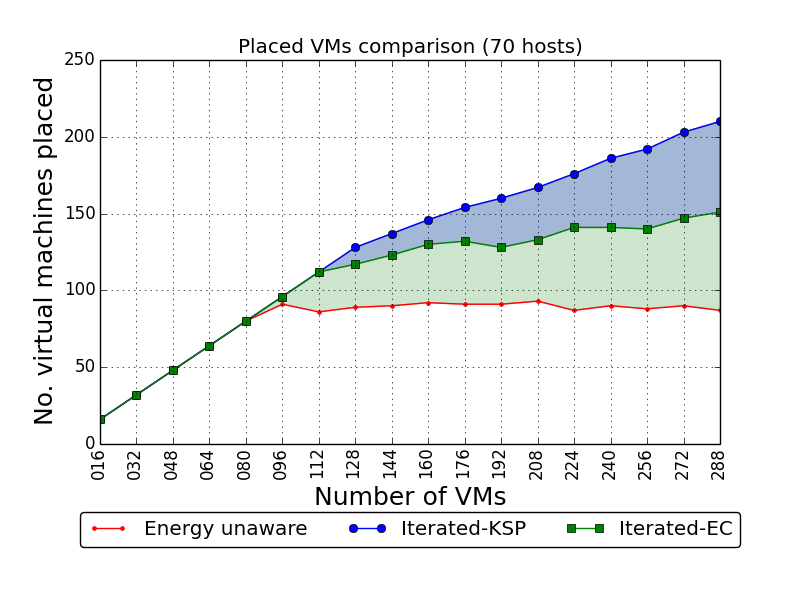 Placed VMs comparison (70 hosts)
No. virtual machines placed
250
200
150
100
50
0
016 032 048 064 080 096 112 128 144 160 176 192 208 224 240 256 272 288
Number of VMs
Energy unaware Iterated-KSP Iterated-EC